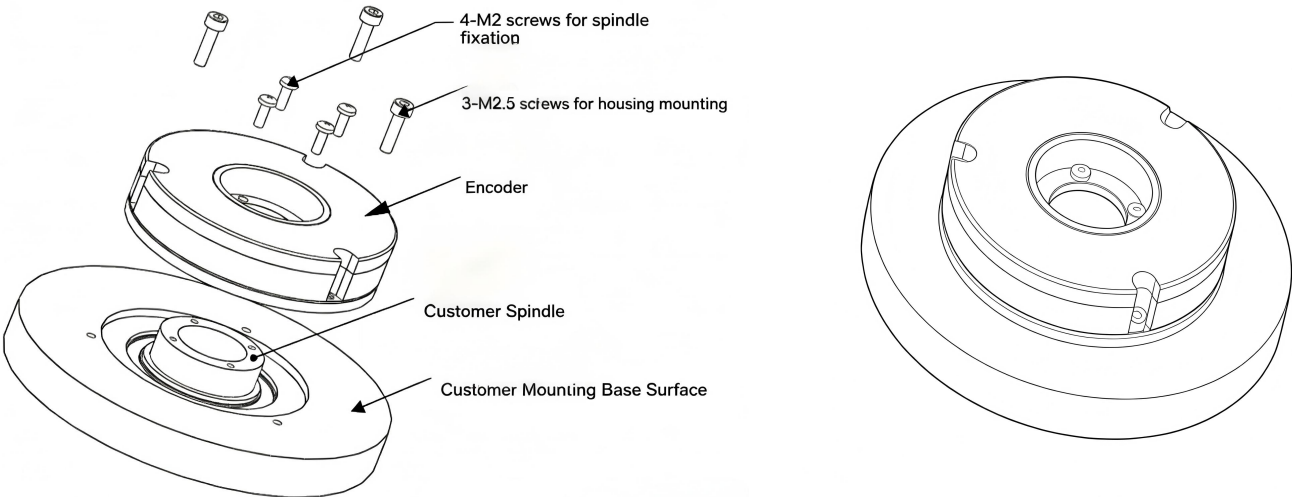 4-M2 screws for spindle
fixation
3-M2.5 screws for housing mounting
Encoder
Customer Spindle
Customer Mounting Base Surface